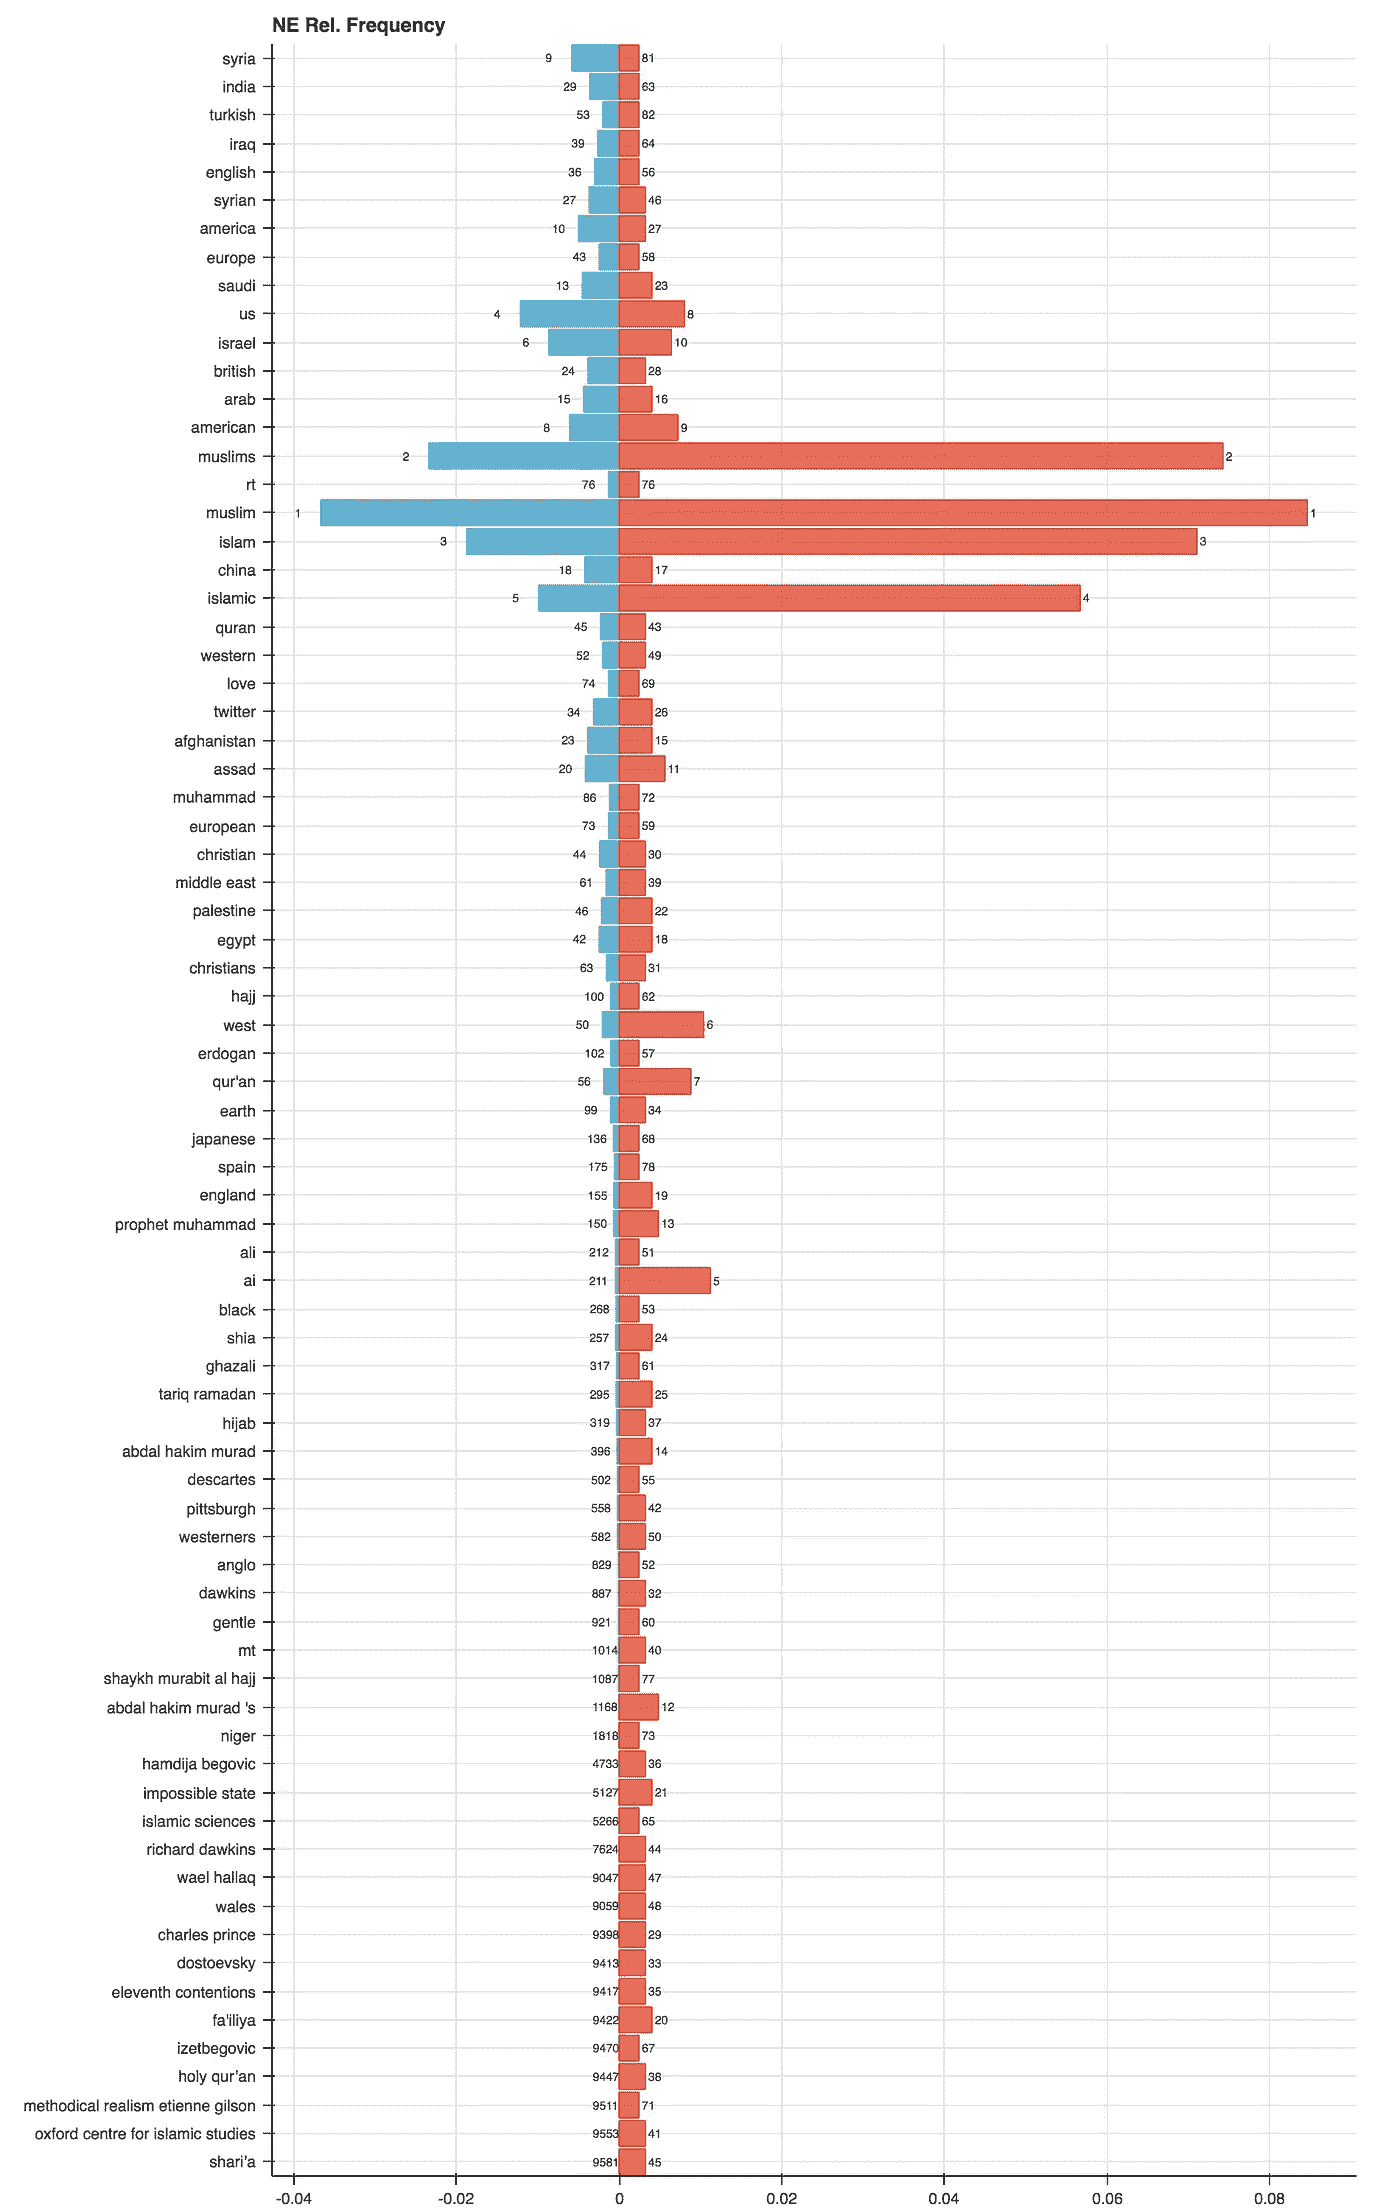 NE Rel. Frequency
syria 9 81
india 29 63
turkish 53 82
iraq 39 64
english 36 56
syrian 27 46
america 10 27
europe 43 58
saudi 13 23
us 4 8
israel 6 10
british 24 28
arab 15 16
american 8 9
muslims 2 2
rt 76 76
muslim 1 1
islam 3 3
china 18 17
islamic 5 4
quran 45 43
western 52 49
love 74 69
twitter 34 26
afghanistan 23 15
assad 20 11
muhammad 86 72
european 73 59
christian 44 30
middle east 61 39
palestine 46 22
egypt 42 18
christians 63 31
hajj 100 62
west 50 6
erdogan 102 57
qur'an 56 7
earth 99 34
japanese 136 68
spain 175 78
england 155 19
prophet muhammad 150 13
ali 212 51
ai 211 5
black 268 53
shia 257 24
ghazali 317 61
tariq ramadan 295 25
hijab 319 37
abdal hakim murad 396 14
descartes 502 55
pittsburgh 558 42
westerners 582 50
anglo 829 52
dawkins 887 32
gentle 921 60
mt 1014 40
shaykh murabit al hajj 1087 77
abdal hakim murad 's 1168 12
niger 1818 73
hamdija begovic 4733 36
impossible state 5127 21
islamic sciences 5266 65
richard dawkins 7624 44
wael hallaq 9047 47
wales 9059 48
charles prince 9398 29
dostoevsky 9413 33
eleventh contentions 9417 35
fa'iliya 9422 20
izetbegovic 9470 67
holy qur’an 9447 38
methodical realism etienne gilson 9511 71
oxford centre for islamic studies 9553 41
shari’a 9581 45
-0.04 -0.02 0 0.02 0.04 0.06 0.08